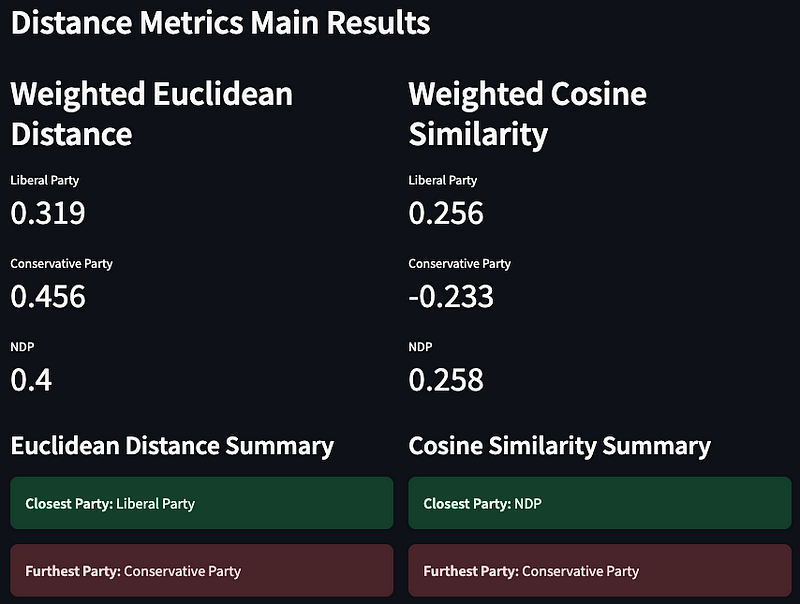 Distance Metrics Main Results
Weighted Euclidean
Distance
Liberal Party
0.319
Conservative Party
0.456
NDP
0.4
Euclidean Distance Summary
Closest Party: Liberal Party
Furthest Party: Conservative Party
Weighted Cosine
Similarity
Liberal Party
0.256
Conservative Party
-0.233
NDP
0.258
Cosine Similarity Summary
Closest Party: NDP
Furthest Party: Conservative Party